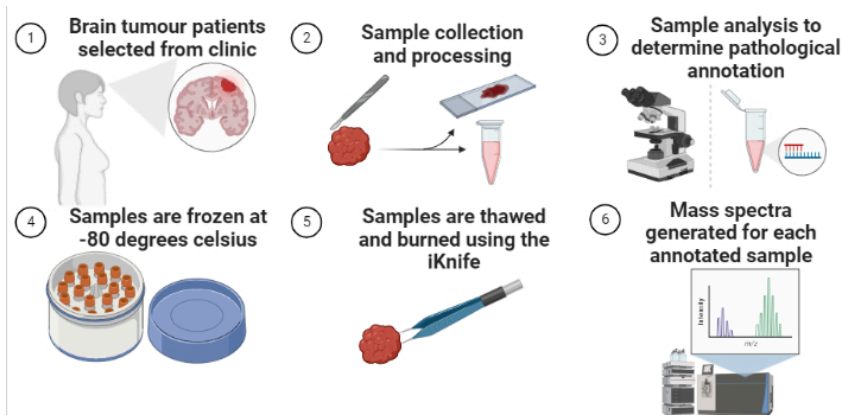 1
Brain tumour patients
selected from clinic
2
Sample collection
and processing
3
Sample analysis to
determine pathological
annotation
4
Samples are frozen at
-80 degrees celsius
5
Samples are thawed
and burned using the
iKnife
6
Mass spectra
generated for each
annotated sample
Intensity
m/z